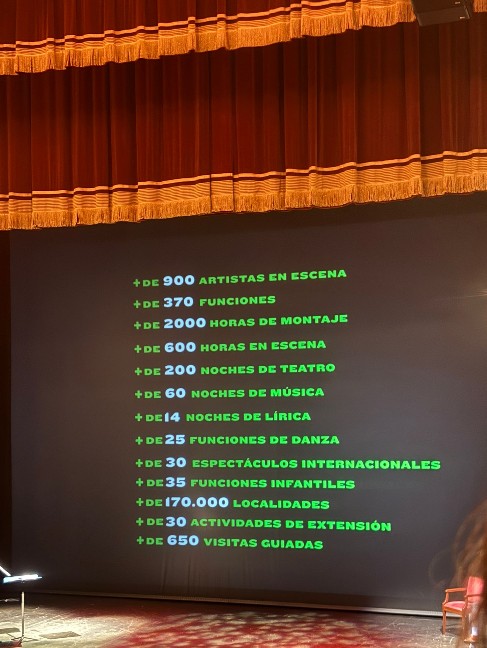 + DE 900 ARTISTAS EN ESCENA
+ DE 370 FUNCIONES
+ DE 2000 HORAS DE MONTAJE
+ DE 600 HORAS EN ESCENA
+ DE 200 NOCHES DE TEATRO
+ DE 60 NOCHES DE MÚSICA
+ DE 14 NOCHES DE LÍRICA
+ DE 25 FUNCIONES DE DANZA
+ DE 30 ESPECTÁCULOS INTERNACIONALES
+ DE 35 FUNCIONES INFANTILES
+ DE 170.000 LOCALIDADES
+ DE 30 ACTIVIDADES DE EXTENSIÓN
+ DE 650 VISITAS GUIADAS